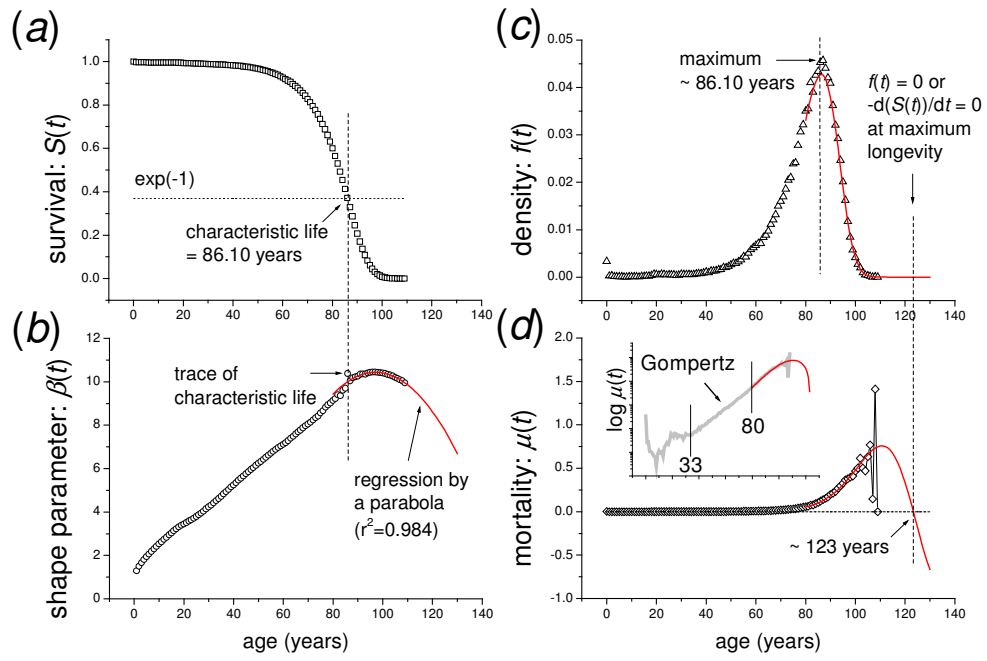 (a)
survival: S(t)
1.0
0.8
0.6
0.4
0.2
0.0
exp(-1)
characteristic life
= 86.10 years
0 20 40 60 80 100 120 140
(b)
shape parameter: β(t)
12
10
8
6
4
2
0
trace of
characteristic life
regression by
a parabola
(r²=0.984)
0 20 40 60 80 100 120 140
age (years)
(c)
density: f(t)
0.05
0.04
0.03
0.02
0.01
0.00
maximum
~ 86.10 years
f(t) = 0 or
-d(S(t))/dt = 0
at maximum
longevity
0 20 40 60 80 100 120 140
(d)
mortality: μ(t)
2.0
1.5
1.0
0.5
0.0
-0.5
-1.0
log μ(t)
Gompertz
33
80
~ 123 years
0 20 40 60 80 100 120 140
age (years)